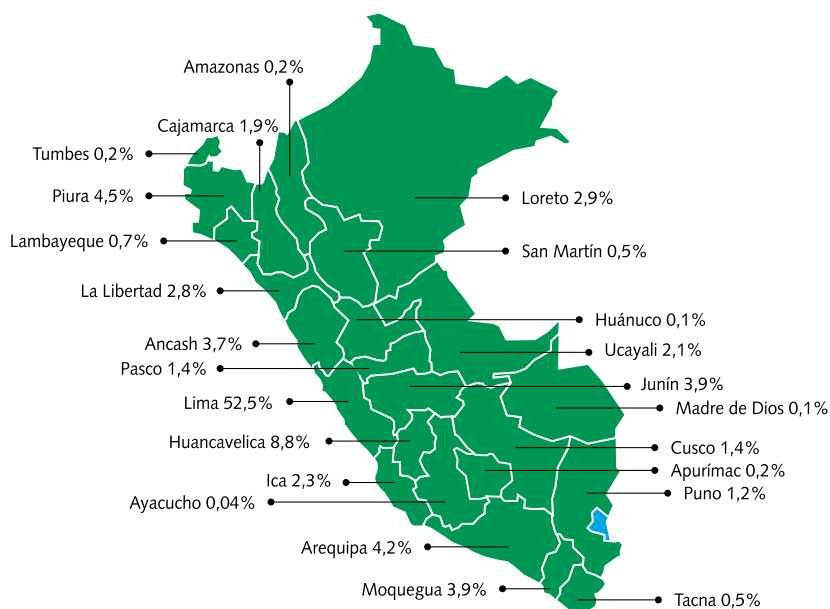 Amazonas 0,2%
Cajamarca 1,9%
Tumbes 0,2%
Piura 4,5%
Loreto 2,9%
Lambayeque 0,7%
San Martín 0,5%
La Libertad 2,8%
Huánuco 0,1%
Ancash 3,7%
Ucayali 2,1%
Pasco 1,4%
Junín 3,9%
Lima 52,5%
Madre de Dios 0,1%
Huancavelica 8,8%
Cusco 1,4%
Apurímac 0,2%
Ica 2,3%
Puno 1,2%
Ayacucho 0,04%
Arequipa 4,2%
Moquegua 3,9%
Tacna 0,5%